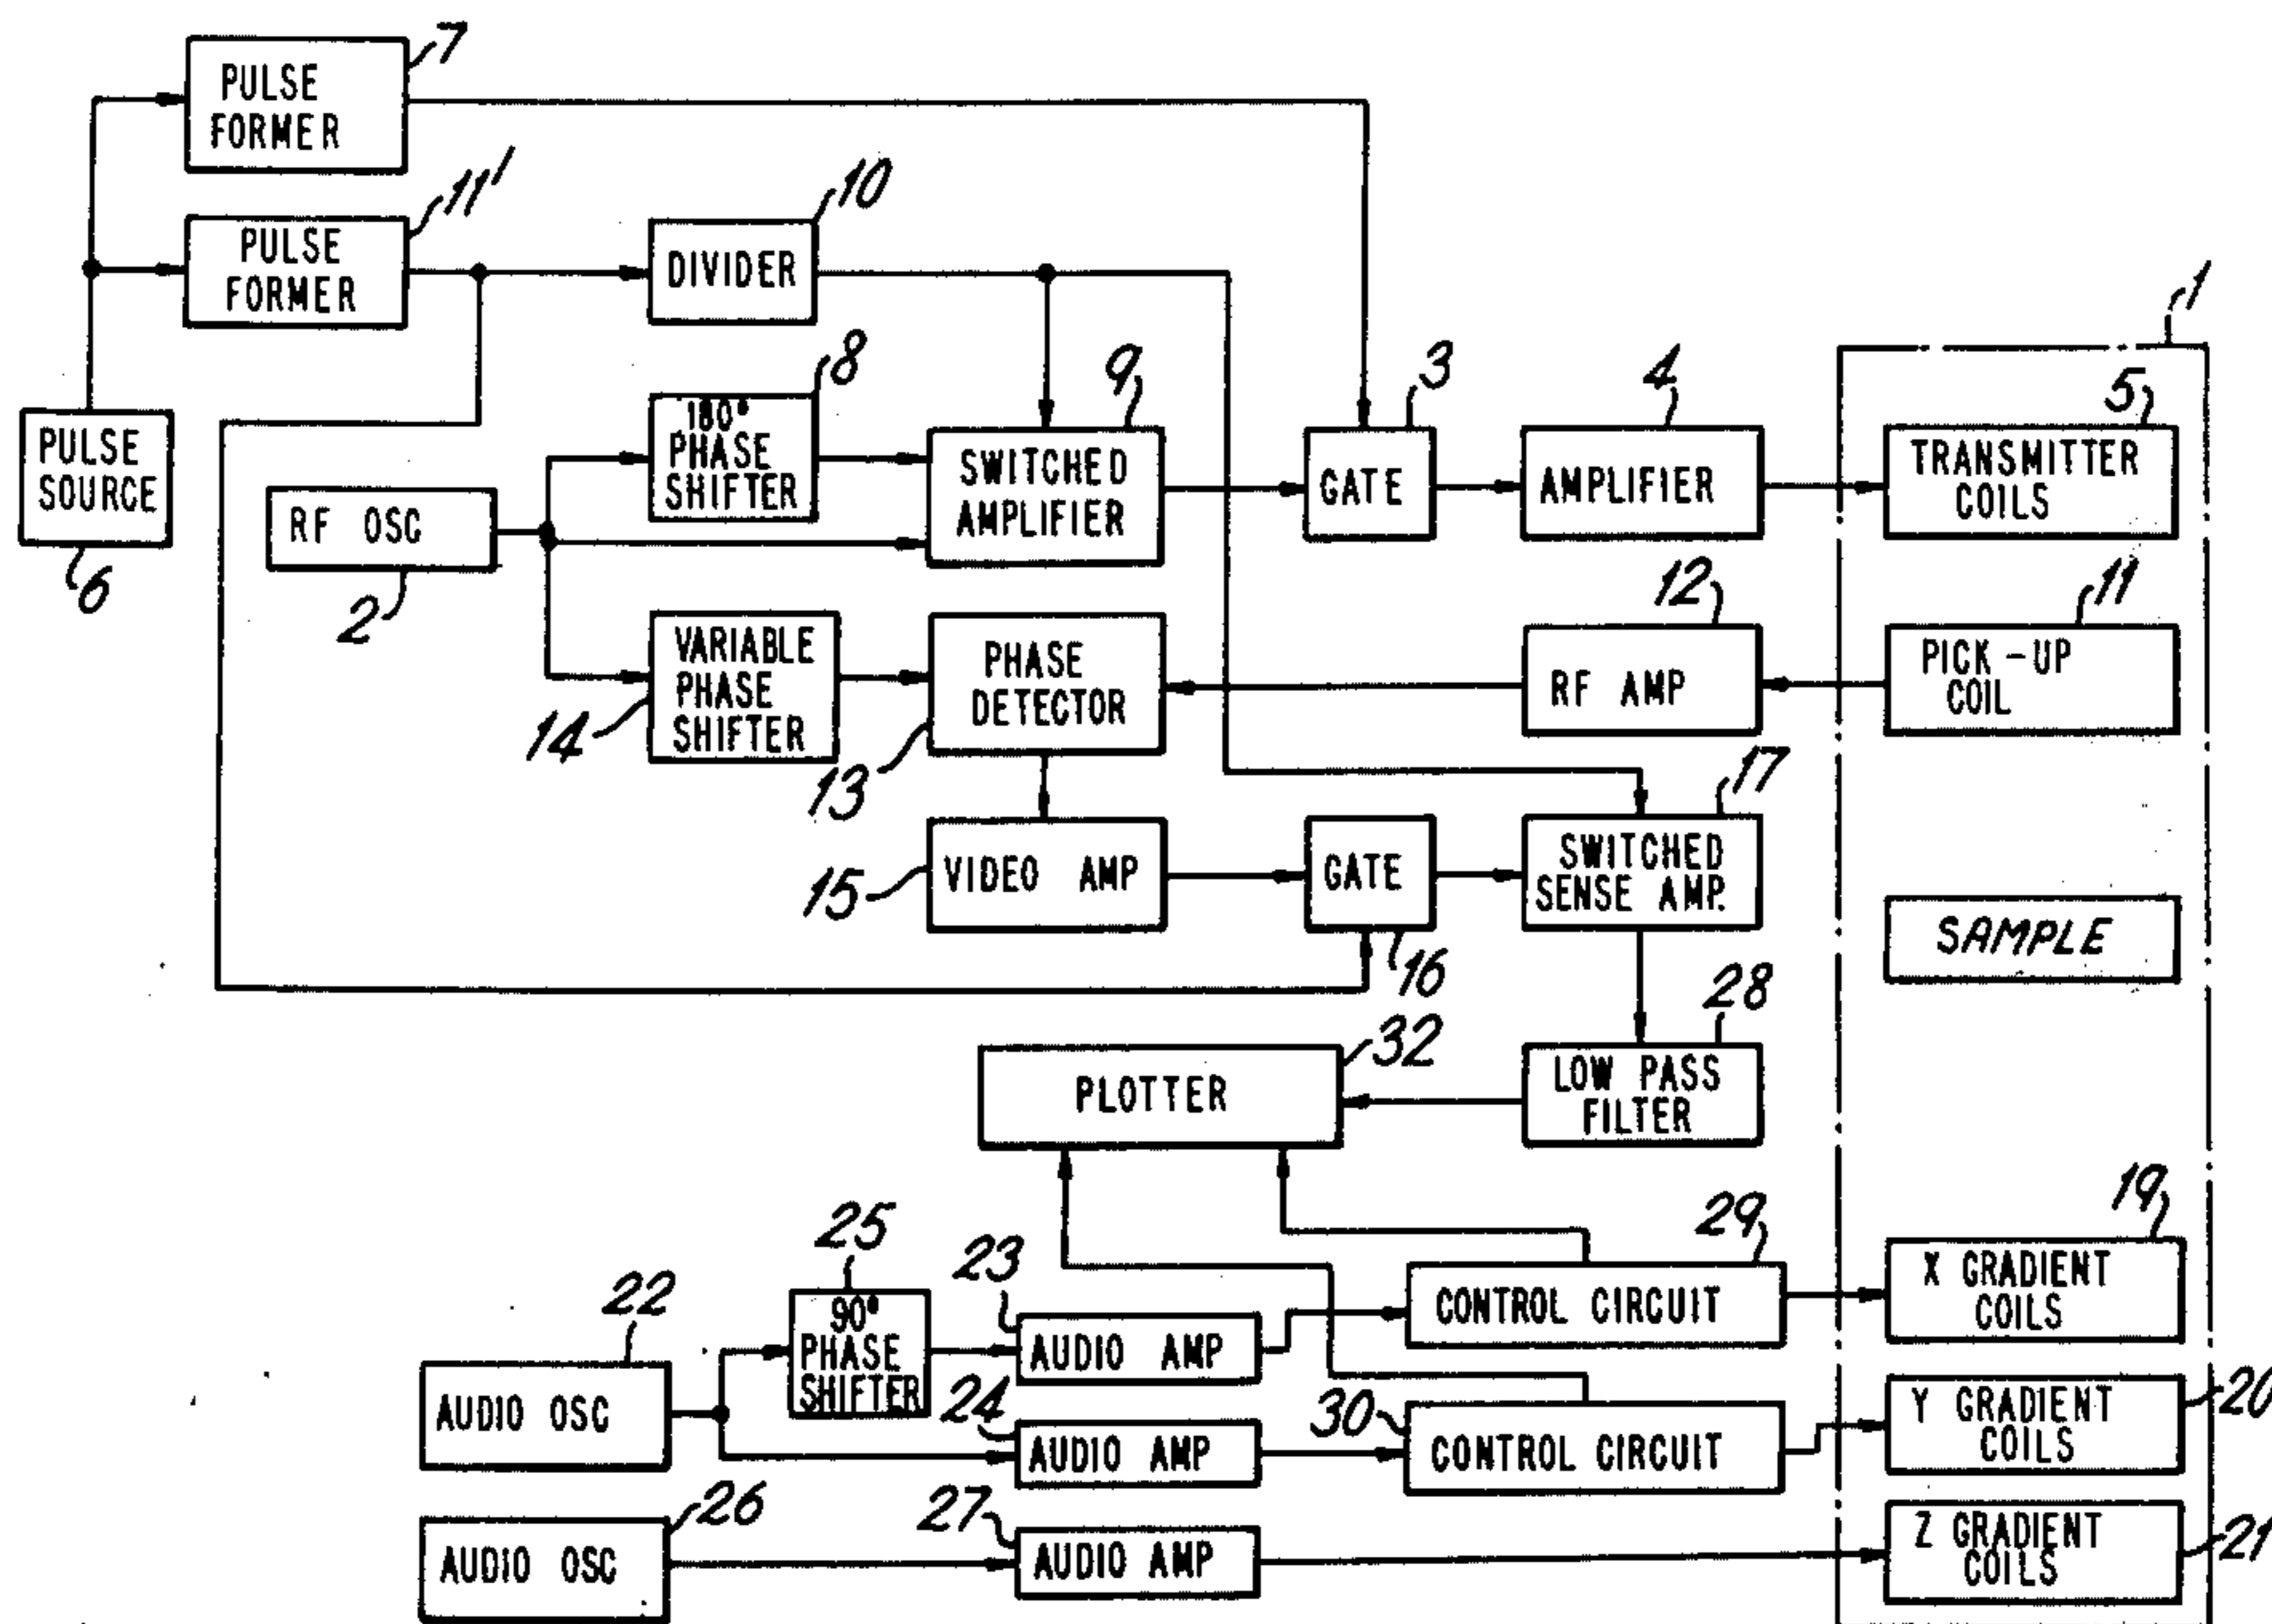 7
PULSE
FORMER
11'
PULSE
FORMER
10
DIVIDER
1
8
180°
PHASE
SHIFTER
9
SWITCHED
AMPLIFIER
3
GATE
4
AMPLIFIER
5
TRANSMITTER
COILS
PULSE
SOURCE
6
RF OSC
2
VARIABLE
PHASE
SHIFTER
14
PHASE
DETECTOR
13
12
RF AMP
11
PICK-UP
COIL
17
15
VIDEO AMP
GATE
16
SWITCHED
SENSE AMP.
SAMPLE
28
32
PLOTTER
LOW PASS
FILTER
19
29
25
23
22
90°
PHASE
SHIFTER
AUDIO AMP
CONTROL CIRCUIT
X GRADIENT
COILS
AUDIO OSC
24
AUDIO AMP
30
CONTROL CIRCUIT
Y GRADIENT
COILS
20
26
AUDIO OSC
27
AUDIO AMP
Z GRADIENT
COILS
21